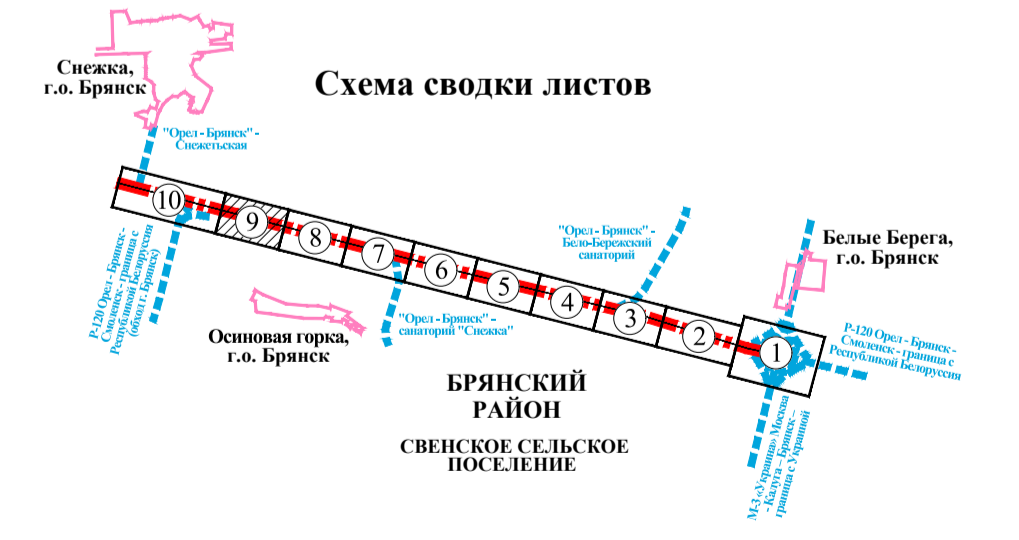 Схема сводки листов
Снежка,
г.о. Брянск
"Орел - Брянск" -
Снежетьская
10
9
8
7
6
5
4
3
2
1
Р-120 Орел - Брянск -
Смоленск - граница с
Республикой Белоруссия
(обход г. Брянск)
Осиновая горка,
г.о. Брянск
"Орел - Брянск" -
санаторий "Снежка"
"Орел - Брянск" -
Бело-Бережский
санаторий
Белые Берега,
г.о. Брянск
Р-120 Орел - Брянск -
Смоленск - граница с
Республикой Белоруссия
М-3 «Украина» Москва
- Калуга – Брянск –
граница с Украиной
БРЯНСКИЙ
РАЙОН
СВЕНСКОЕ СЕЛЬСКОЕ
ПОСЕЛЕНИЕ